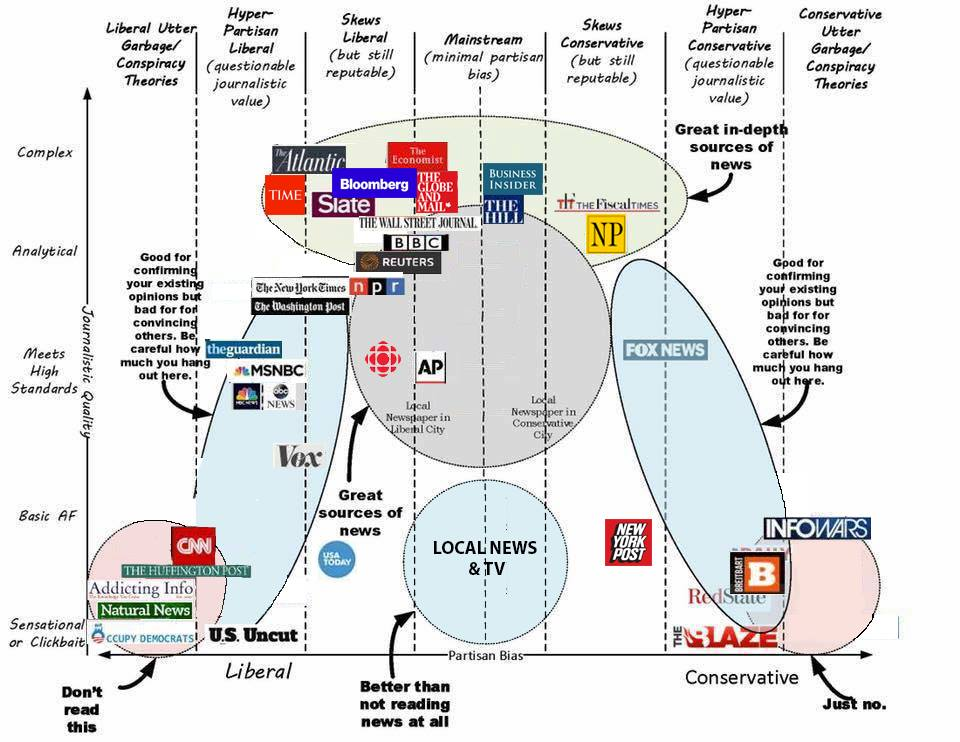 Liberal Utter
Garbage/
Conspiracy
Theories
Hyper-
Partisan
Liberal
(questionable
journalistic
value)
Skews
Liberal
(but still
reputable)
Mainstream
(minimal partisan
bias)
Skews
Conservative
(but still
reputable)
Hyper-
Partisan
Conservative
(questionable
journalistic
value)
Conservative
Utter
Garbage/
Conspiracy
Theories
Complex
Analytical
Meets
High
Standards
Basic AF
Sensational
or Clickbait
Journalistic Quality
Great in-depth
sources of
news
The Atlantic
The
Economist
TIME
Bloomberg
Slate
THE
GLOBE
AND
MAIL*
BUSINESS
INSIDER
THE
HILL
TFT THE FISCAL TIMES
NP
THE WALL STREET JOURNAL
BBC
REUTERS
The New York Times
npr
The Washington Post
Good for
confirming
your existing
opinions but
bad for for
convincing
others. Be
careful how
much you hang
out here.
theguardian
MSNBC
NBC NEWS
abc
NEWS
Vox
AP
Local
Newspaper in
Liberal City
Local
Newspaper in
Conservative
City
FOX NEWS
Good for
confirming
your existing
opinions but
bad for for
convincing
others. Be
careful how
much you hang
out here.
Great
sources of
news
USA
TODAY
LOCAL NEWS
& TV
NEW
YORK
POST
INFOWARS
BREITBART
B
RedState
THE BLAZE
CNN
THE HUFFINGTON POST
Addicting Info
Natural News
OCCUPY DEMOCRATS
U.S. Uncut
Partisan Bias
Liberal
Conservative
Don't
read
this
Better than
not reading
news at all
Just no.